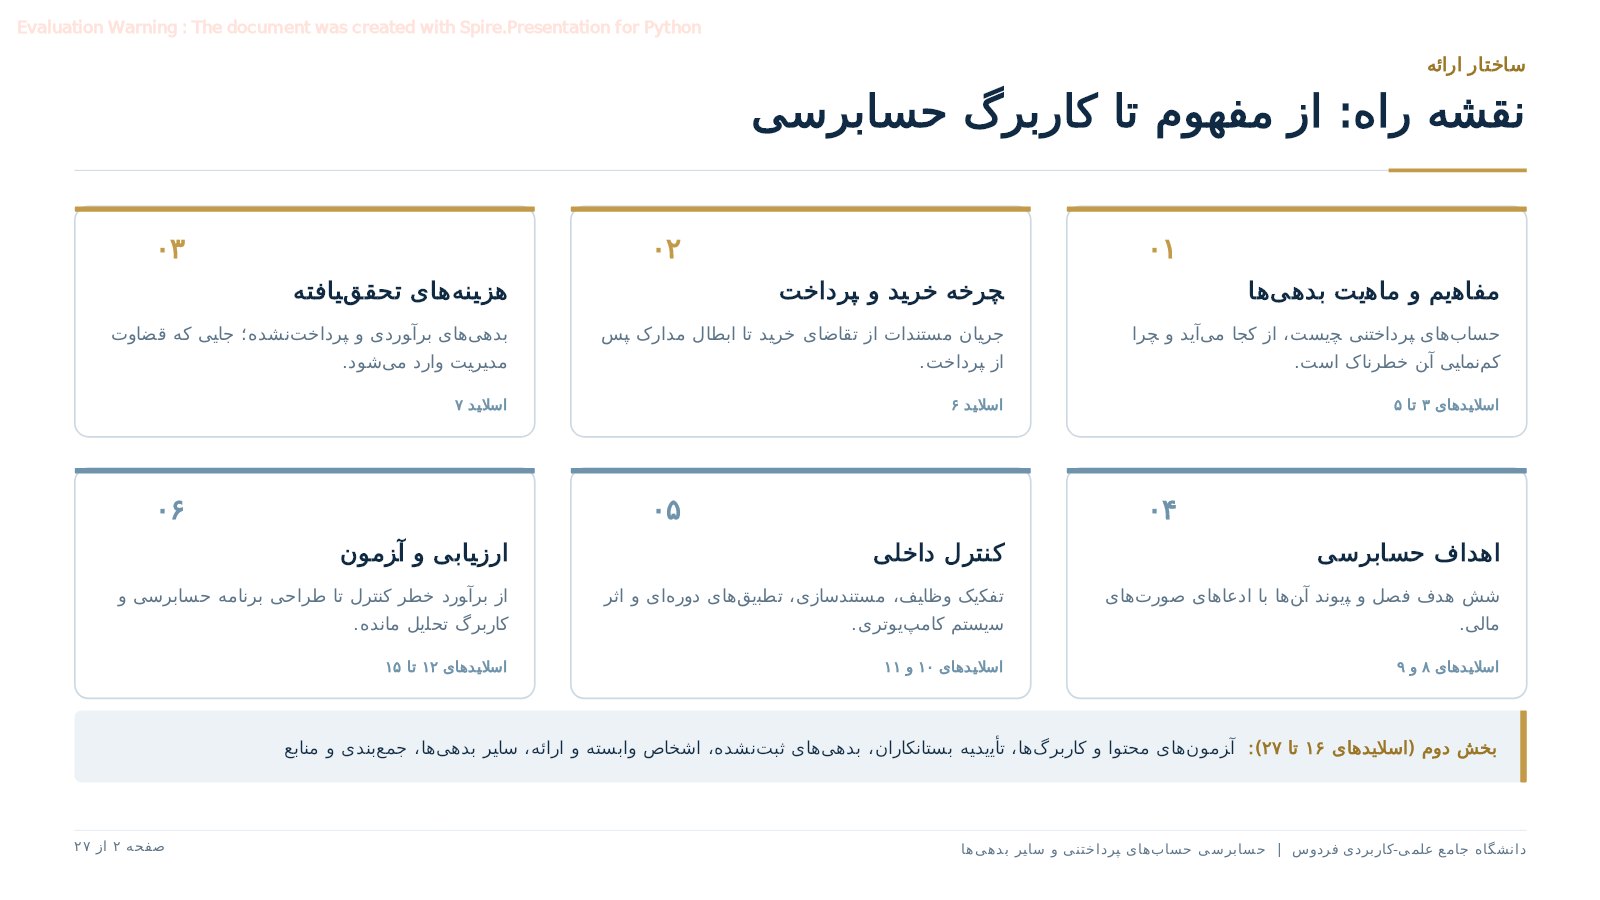 Evaluation Warning : The document was created with Spire.Presentation for Python
ساختار ارائه
نقشه راه: از مفهوم تا کاربرگ حسابرسی
۰۱
مفاهیم و ماهیت بدهی‌ها
حساب‌های پرداختنی چیست، از کجا می‌آید و چرا
کم‌نمایی آن خطرناک است.
اسلایدهای ۳ تا ۵
۰۲
چرخه خرید و پرداخت
جریان مستندات از تقاضای خرید تا ابطال مدارک پس
از پرداخت.
اسلاید ۶
۰۳
هزینه‌های تحقق‌یافته
بدهی‌های برآوردی و پرداخت‌نشده؛ جایی که قضاوت
مدیریت وارد می‌شود.
اسلاید ۷
۰۴
اهداف حسابرسی
شش هدف فصل و پیوند آن‌ها با ادعاهای صورت‌های
مالی.
اسلایدهای ۸ و ۹
۰۵
کنترل داخلی
تفکیک وظایف، مستندسازی، تطبیق‌های دوره‌ای و اثر
سیستم کامپیوتری.
اسلایدهای ۱۰ و ۱۱
۰۶
ارزیابی و آزمون
از برآورد خطر کنترل تا طراحی برنامه حسابرسی و
کاربرگ تحلیل مانده.
اسلایدهای ۱۲ تا ۱۵
بخش دوم (اسلایدهای ۱۶ تا ۲۷): آزمون‌های محتوا و کاربرگ‌ها، تأییدیه بستانکاران، بدهی‌های ثبت‌نشده، اشخاص وابسته و ارائه، سایر بدهی‌ها، جمع‌بندی و منابع
دانشگاه جامع علمی-کاربردی فردوس | حسابرسی حساب‌های پرداختنی و سایر بدهی‌ها
صفحه ۲ از ۲۷